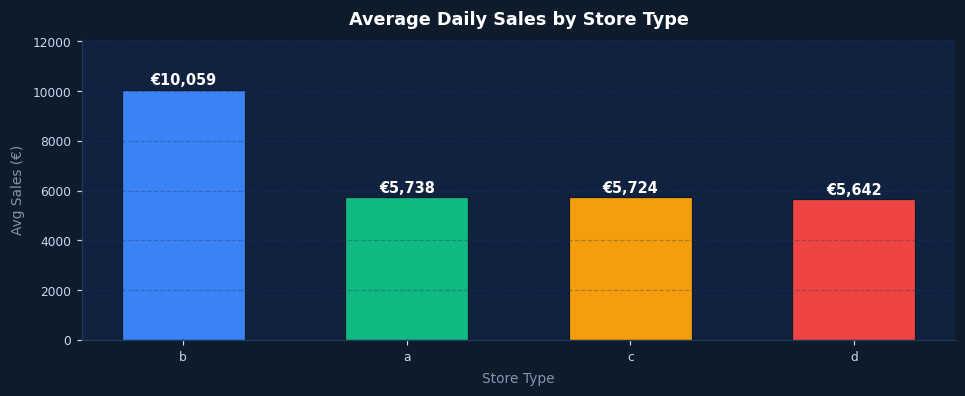 Average Daily Sales by Store Type
Avg Sales (€)
12000
10000
8000
6000
4000
2000
0
€10,059
€5,738
€5,724
€5,642
b
a
c
d
Store Type